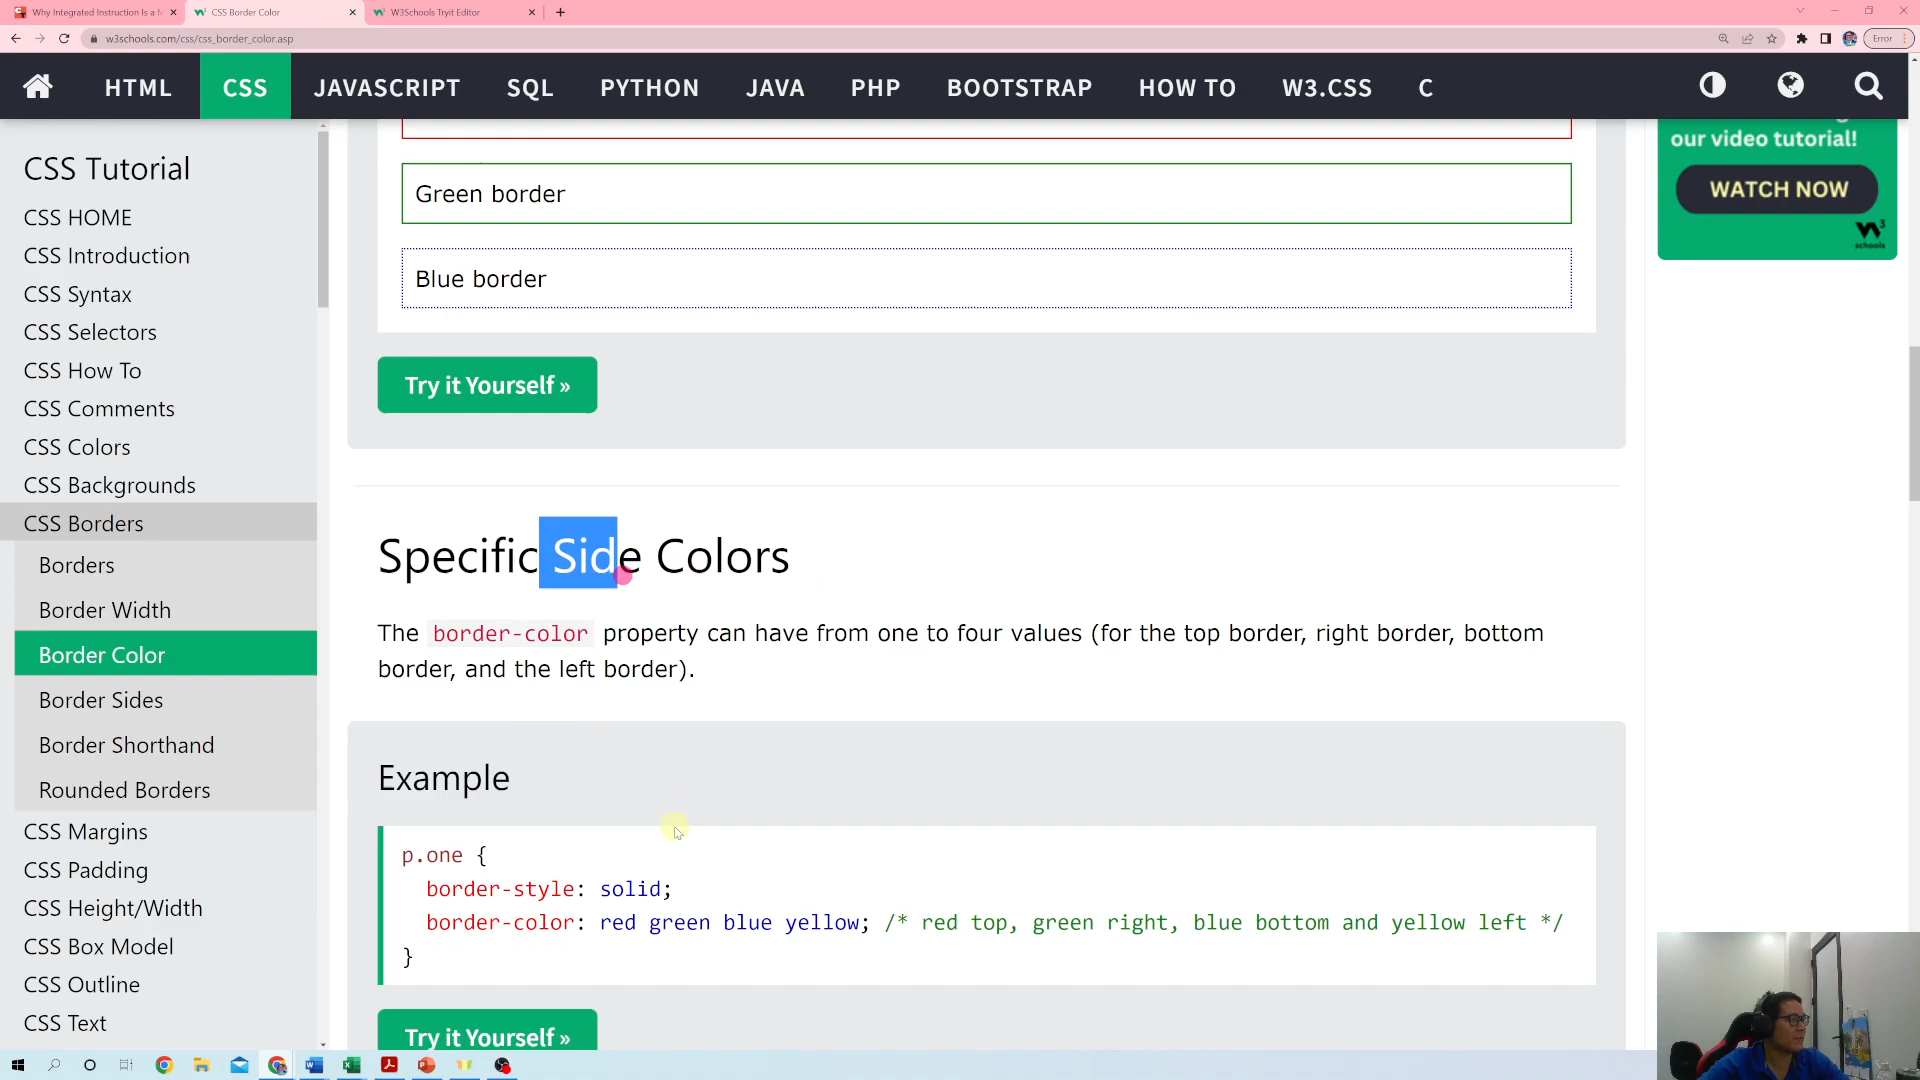 Why Integrated Instruction Is a M
CSS Border Color
W3Schools Tryit Editor
w3schools.com/css/css_border_color.asp
Error
HTML CSS JAVASCRIPT SQL PYTHON JAVA PHP BOOTSTRAP HOW TO W3.CSS C
CSS Tutorial
CSS HOME
CSS Introduction
CSS Syntax
CSS Selectors
CSS How To
CSS Comments
CSS Colors
CSS Backgrounds
CSS Borders
Borders
Border Width
Border Color
Border Sides
Border Shorthand
Rounded Borders
CSS Margins
CSS Padding
CSS Height/Width
CSS Box Model
CSS Outline
CSS Text
Green border
Blue border
Try it Yourself »
Specific Side Colors
The border-color property can have from one to four values (for the top border, right border, bottom
border, and the left border).
Example
p.one {
border-style: solid;
border-color: red green blue yellow; /* red top, green right, blue bottom and yellow left */
}
Try it Yourself »
our video tutorial!
WATCH NOW
W3
schools